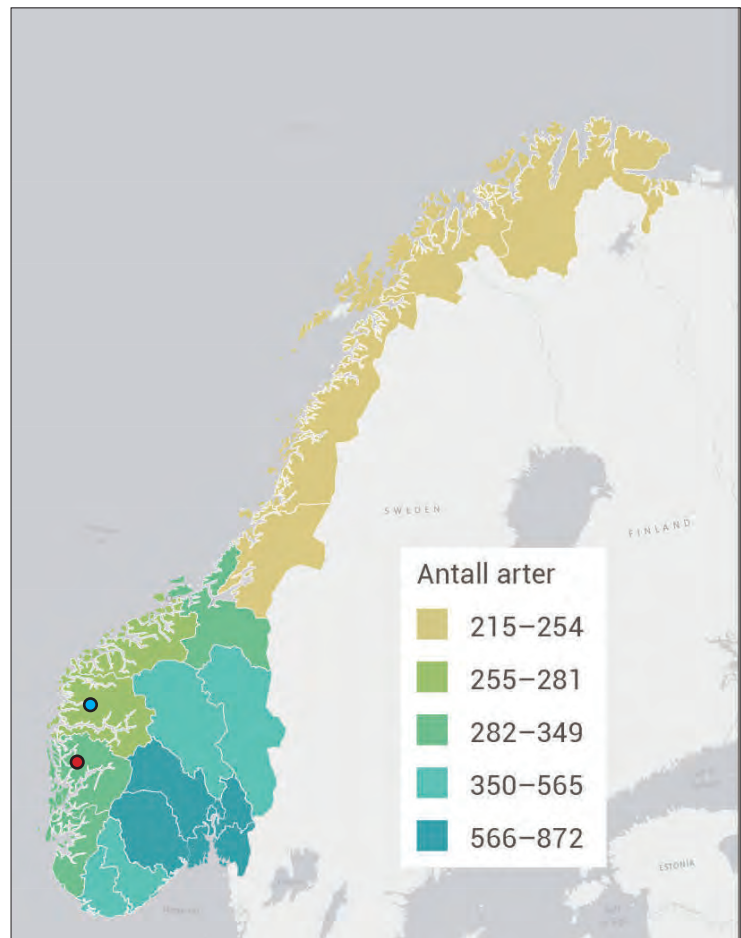 SWEDEN
FINLAND
Antall arter
215–254
255–281
282–349
350–565
566–872
ESTONIA